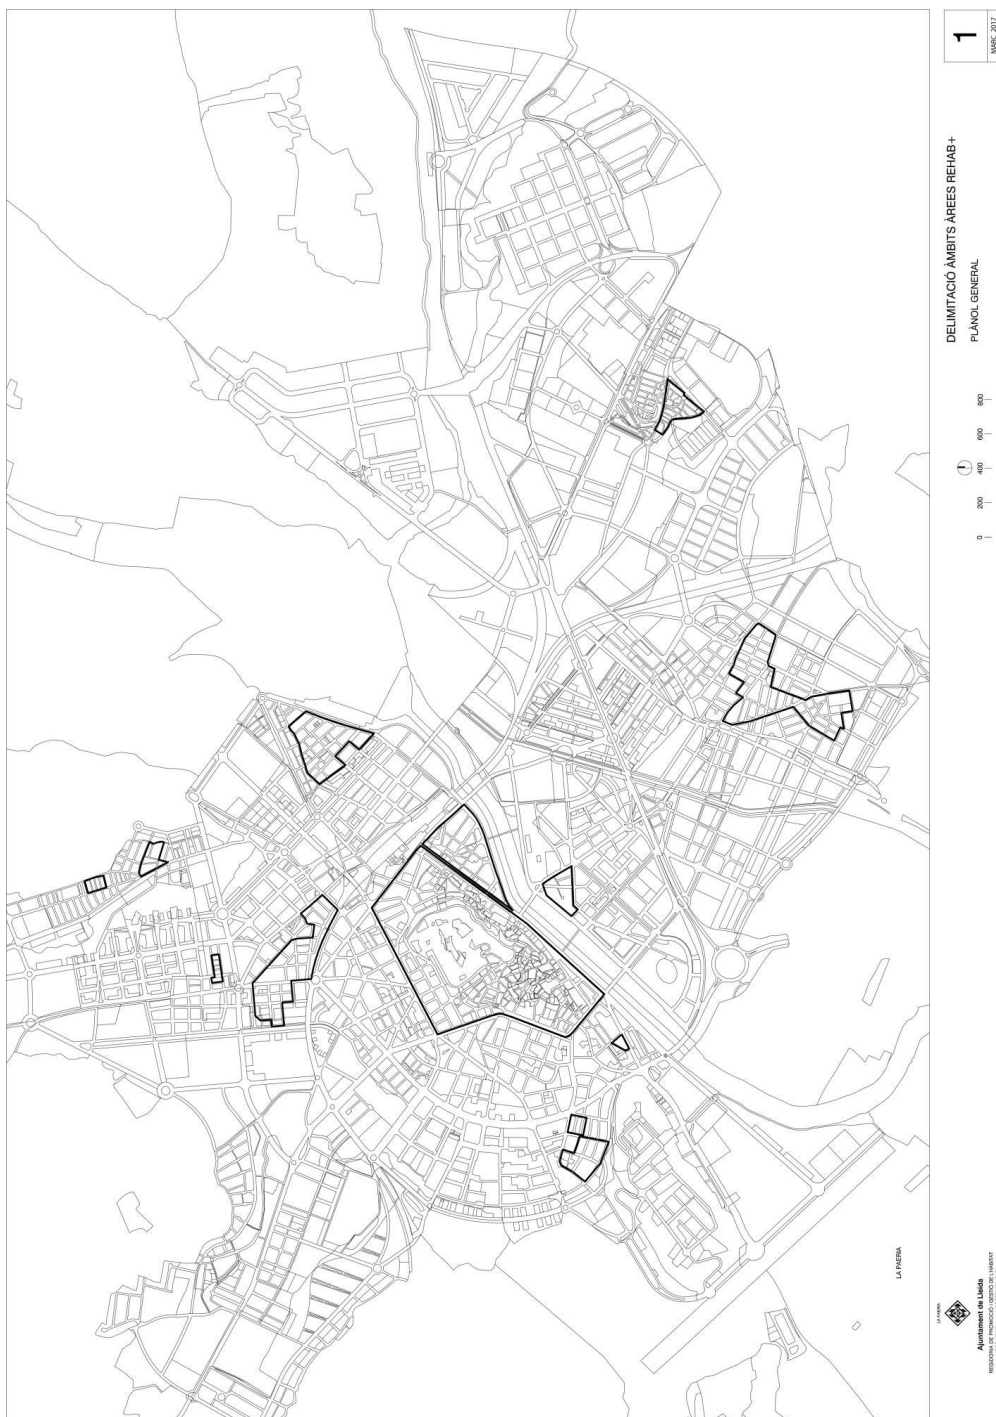 1
MARÇ 2017
DELIMITACIÓ ÀMBITS ÀREES REHAB+
PLÀNOL GENERAL
0 200 400 600 800
LA PAERIA
LA PAERIA
Ajuntament de Lleida
REGIDORIA DE PROMOCIÓ I GESTIÓ DE L'HÀBITAT